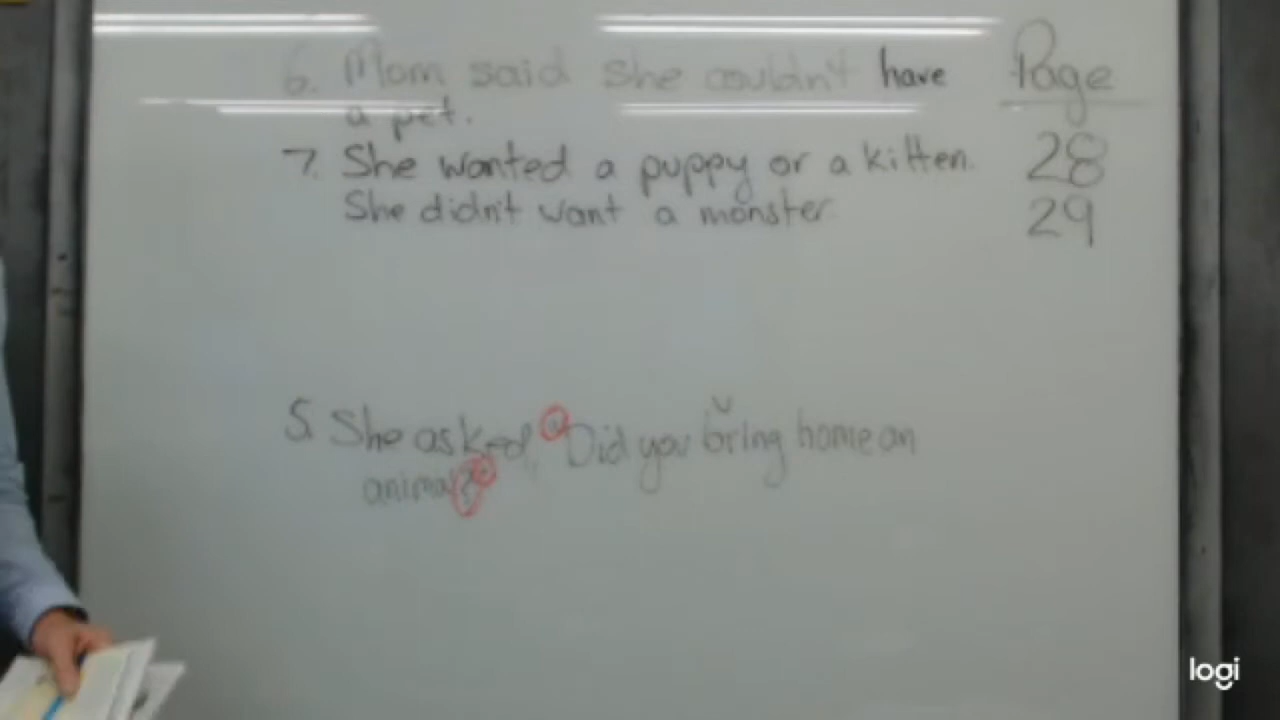 6. Mom said she couldn't have
a pet.
7. She wanted a puppy or a kitten.
She didn't want a monster.
Page
28
29
5. She asked, "Did you bring home an
animal?"
logi